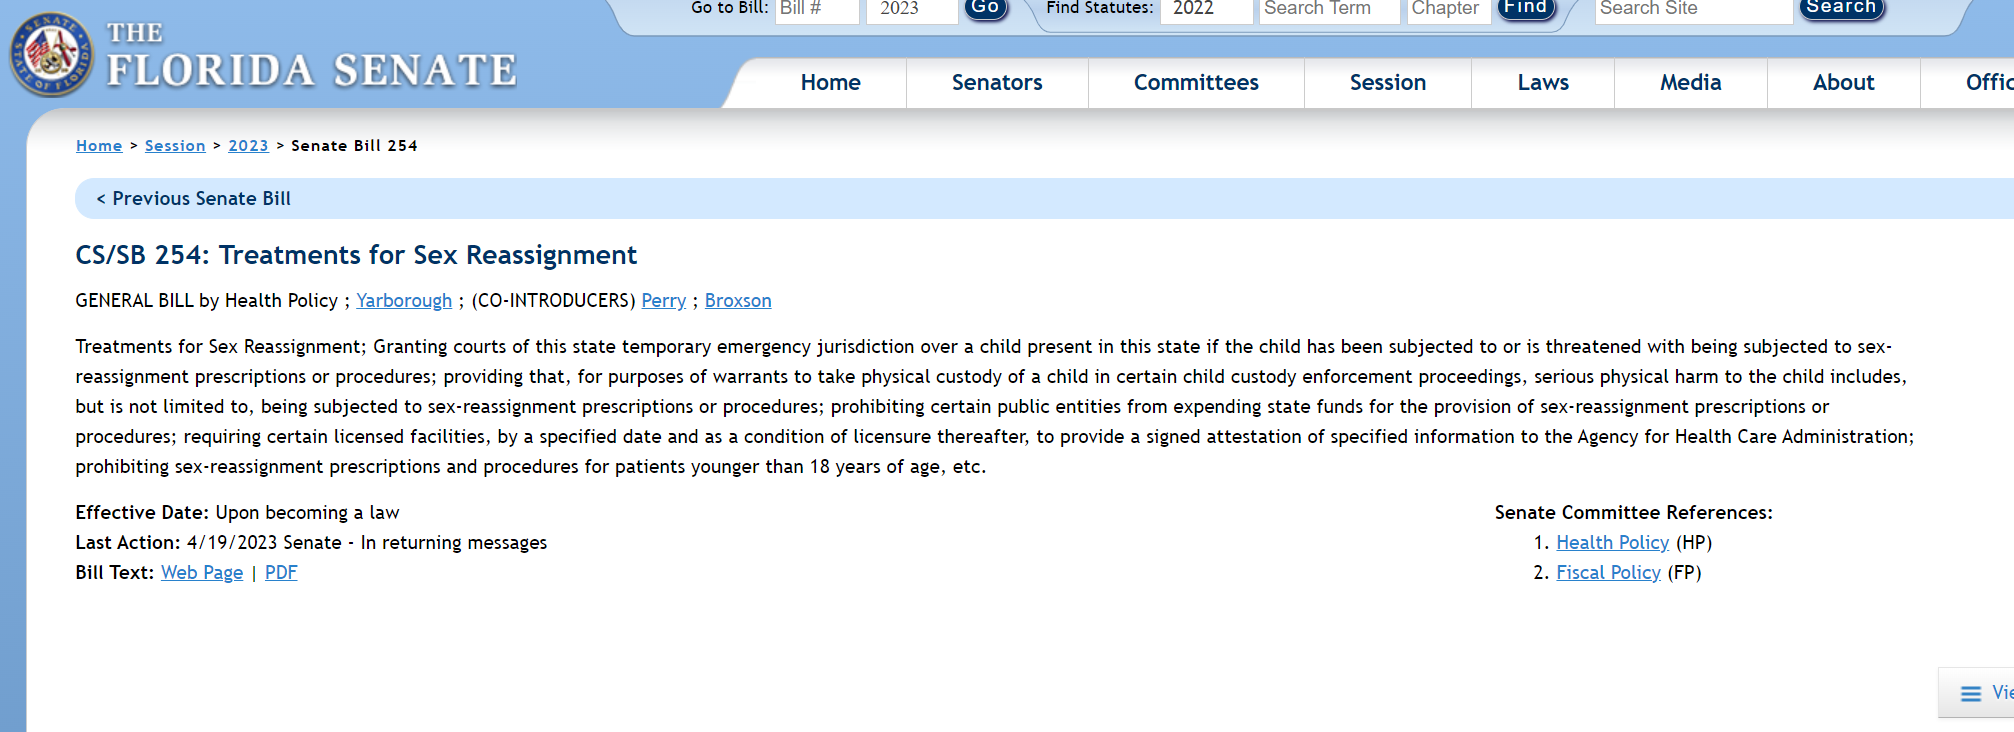 Go to Bill: Bill # 2023 Go Find Statutes: 2022 Search Term Chapter Find Search Site Search
THE
FLORIDA SENATE
Home Senators Committees Session Laws Media About Offic
Home > Session > 2023 > Senate Bill 254
< Previous Senate Bill
CS/SB 254: Treatments for Sex Reassignment
GENERAL BILL by Health Policy ; Yarborough ; (CO-INTRODUCERS) Perry ; Broxson
Treatments for Sex Reassignment; Granting courts of this state temporary emergency jurisdiction over a child present in this state if the child has been subjected to or is threatened with being subjected to sex-
reassignment prescriptions or procedures; providing that, for purposes of warrants to take physical custody of a child in certain child custody enforcement proceedings, serious physical harm to the child includes,
but is not limited to, being subjected to sex-reassignment prescriptions or procedures; prohibiting certain public entities from expending state funds for the provision of sex-reassignment prescriptions or
procedures; requiring certain licensed facilities, by a specified date and as a condition of licensure thereafter, to provide a signed attestation of specified information to the Agency for Health Care Administration;
prohibiting sex-reassignment prescriptions and procedures for patients younger than 18 years of age, etc.
Effective Date: Upon becoming a law
Last Action: 4/19/2023 Senate - In returning messages
Bill Text: Web Page | PDF
Senate Committee References:
1. Health Policy (HP)
2. Fiscal Policy (FP)
Vie